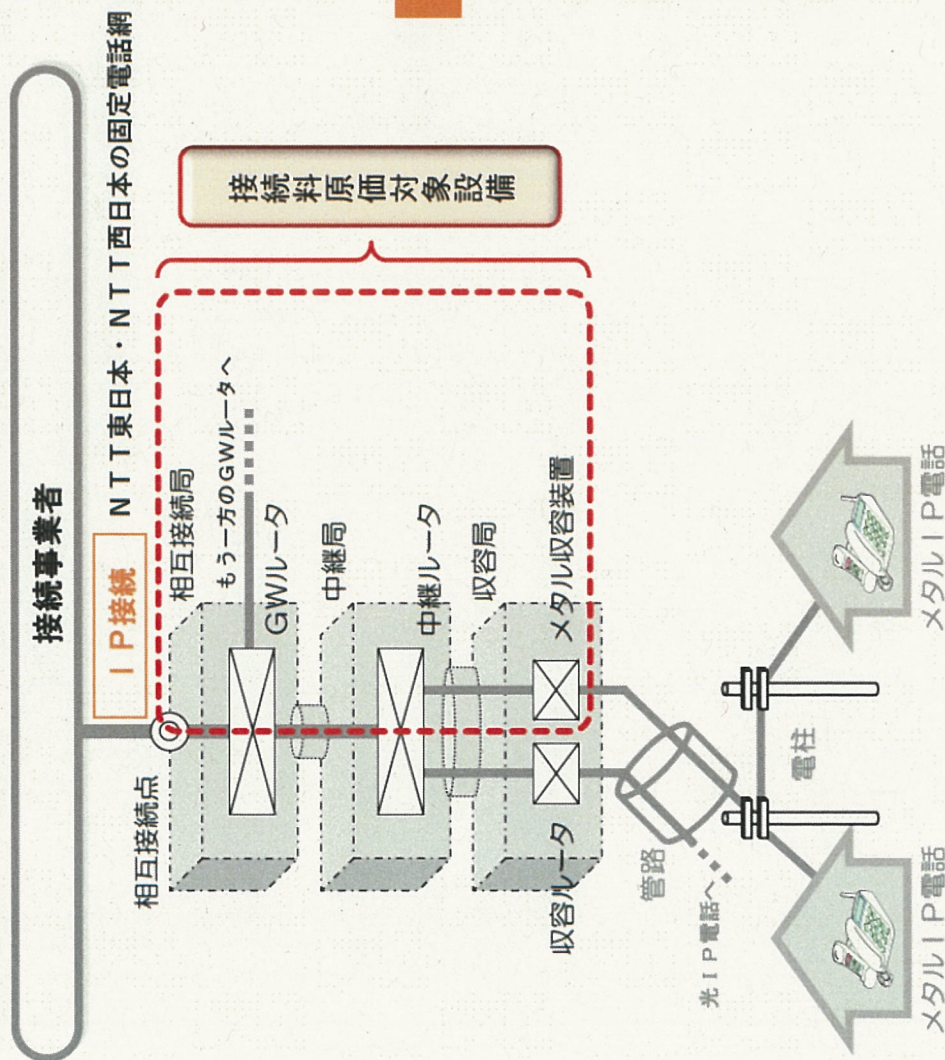 接続事業者
IP接続
NTT東日本・NTT西日本の固定電話網
相互接続点
相互接続局
もう一方のGWルータへ
GWルータ
中継局
中継ルータ
収容局
メタル収容装置
収容ルータ
接続料原価対象設備
管路
光IP電話へ
電柱
メタルIP電話
メタルIP電話